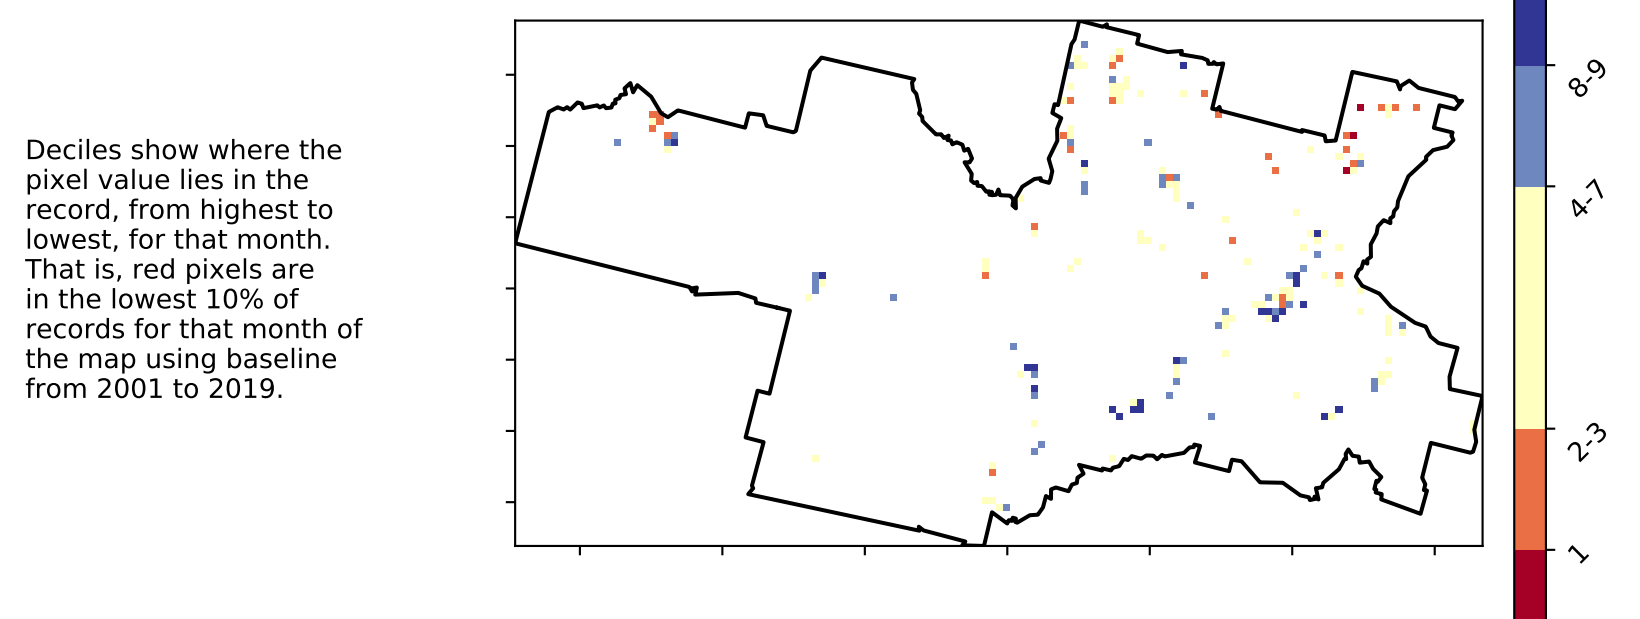 Deciles show where the
pixel value lies in the
record, from highest to
lowest, for that month.
That is, red pixels are
in the lowest 10% of
records for that month of
the map using baseline
from 2001 to 2019.
8-9
4-7
2-3
1